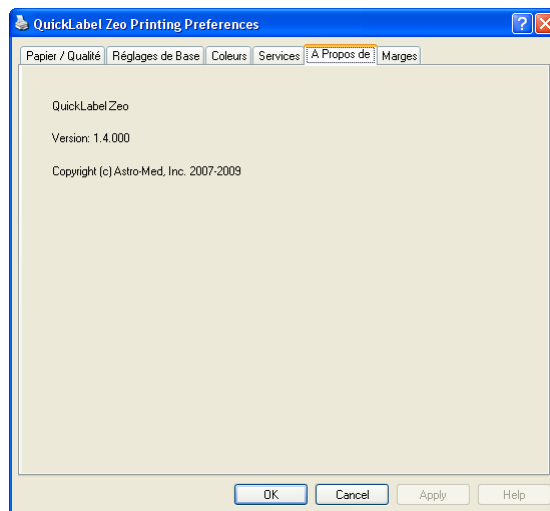 QuickLabel Zeo Printing Preferences
Papier / Qualité Réglages de Base Coleurs Services A Propos de Marges
QuickLabel Zeo
Version: 1.4.000
Copyright (c) Astro-Med, Inc. 2007-2009
OK Cancel Apply Help